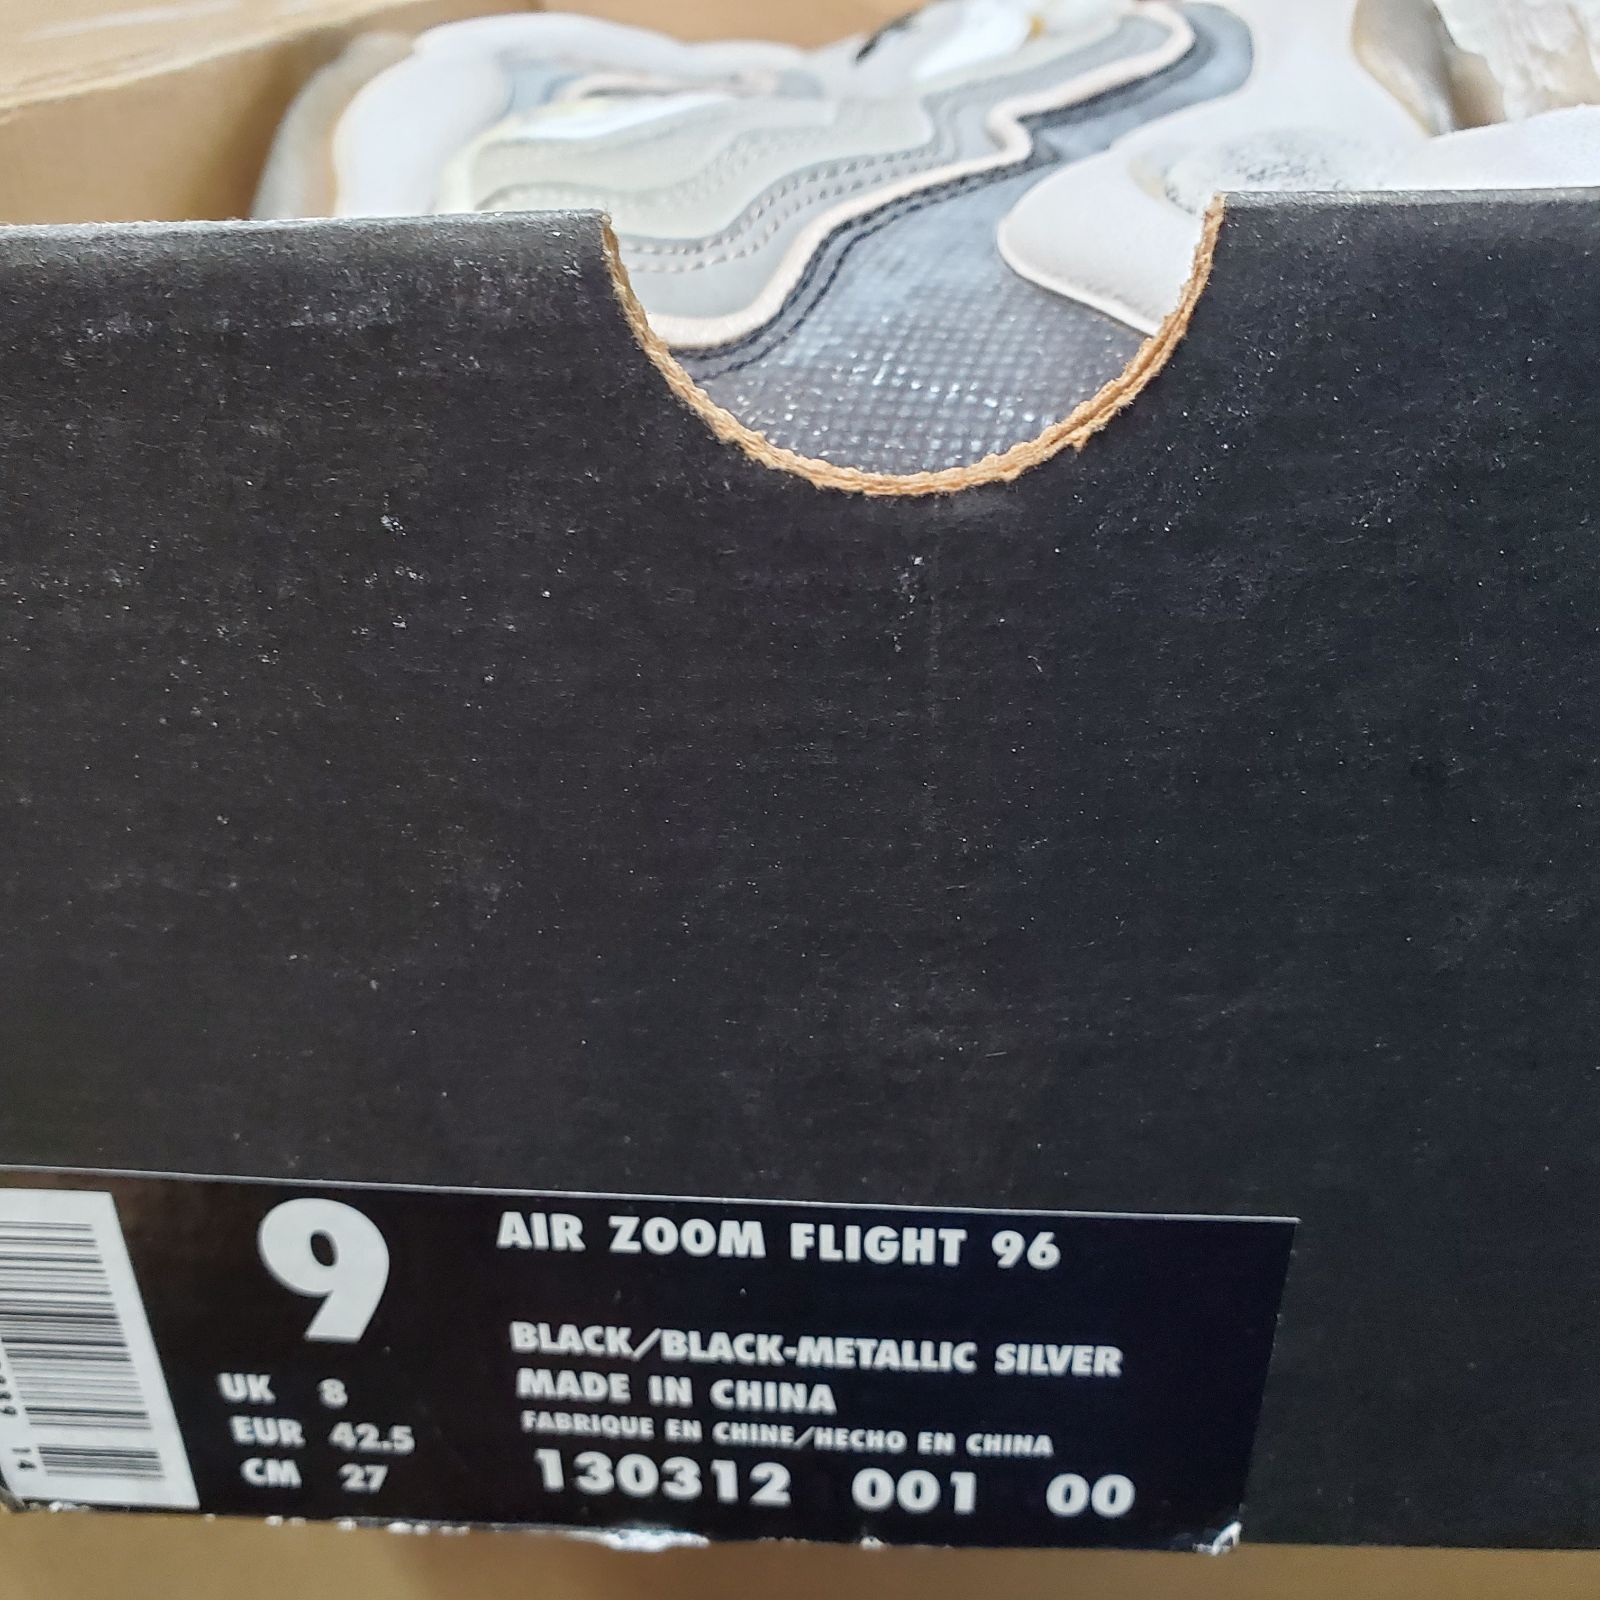 9
AIR ZOOM FLIGHT 96
BLACK/BLACK-METALLIC SILVER
MADE IN CHINA
FABRIQUE EN CHINE/HECHO EN CHINA
130312 001 00
UK 8
EUR 42.5
CM 27
14